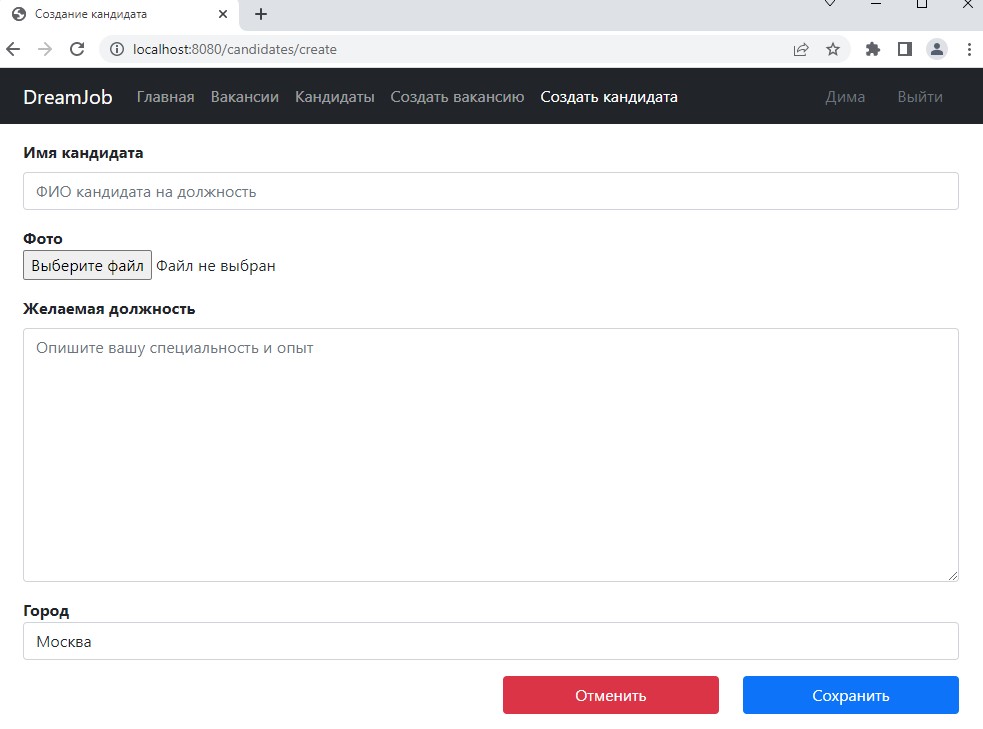 Создание кандидата
localhost:8080/candidates/create
DreamJob Главная Вакансии Кандидаты Создать вакансию Создать кандидата Дима Выйти
Имя кандидата
ФИО кандидата на должность
Фото
Выберите файл Файл не выбран
Желаемая должность
Опишите вашу специальность и опыт
Город
Москва
Отменить Сохранить